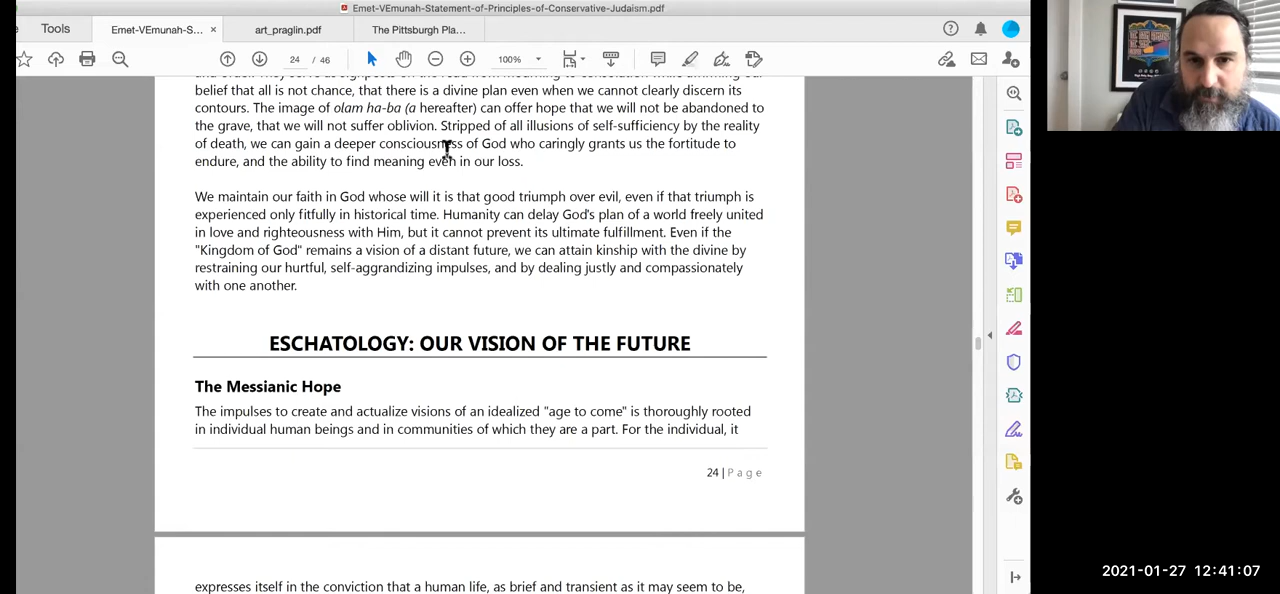 Emet-VEmunah-Statement-of-Principles-of-Conservative-Judaism.pdf
Tools
Emet-VEmunah-S... ×
art_praglin.pdf
The Pittsburgh Pla...
24 / 46
100%
belief that all is not chance, that there is a divine plan even when we cannot clearly discern its
contours. The image of olam ha-ba (a hereafter) can offer hope that we will not be abandoned to
the grave, that we will not suffer oblivion. Stripped of all illusions of self-sufficiency by the reality
of death, we can gain a deeper consciousness of God who caringly grants us the fortitude to
endure, and the ability to find meaning even in our loss.
We maintain our faith in God whose will it is that good triumph over evil, even if that triumph is
experienced only fitfully in historical time. Humanity can delay God's plan of a world freely united
in love and righteousness with Him, but it cannot prevent its ultimate fulfillment. Even if the
"Kingdom of God" remains a vision of a distant future, we can attain kinship with the divine by
restraining our hurtful, self-aggrandizing impulses, and by dealing justly and compassionately
with one another.
ESCHATOLOGY: OUR VISION OF THE FUTURE
The Messianic Hope
The impulses to create and actualize visions of an idealized "age to come" is thoroughly rooted
in individual human beings and in communities of which they are a part. For the individual, it
24 | P a g e
expresses itself in the conviction that a human life, as brief and transient as it may seem to be,
2021-01-27 12:41:07